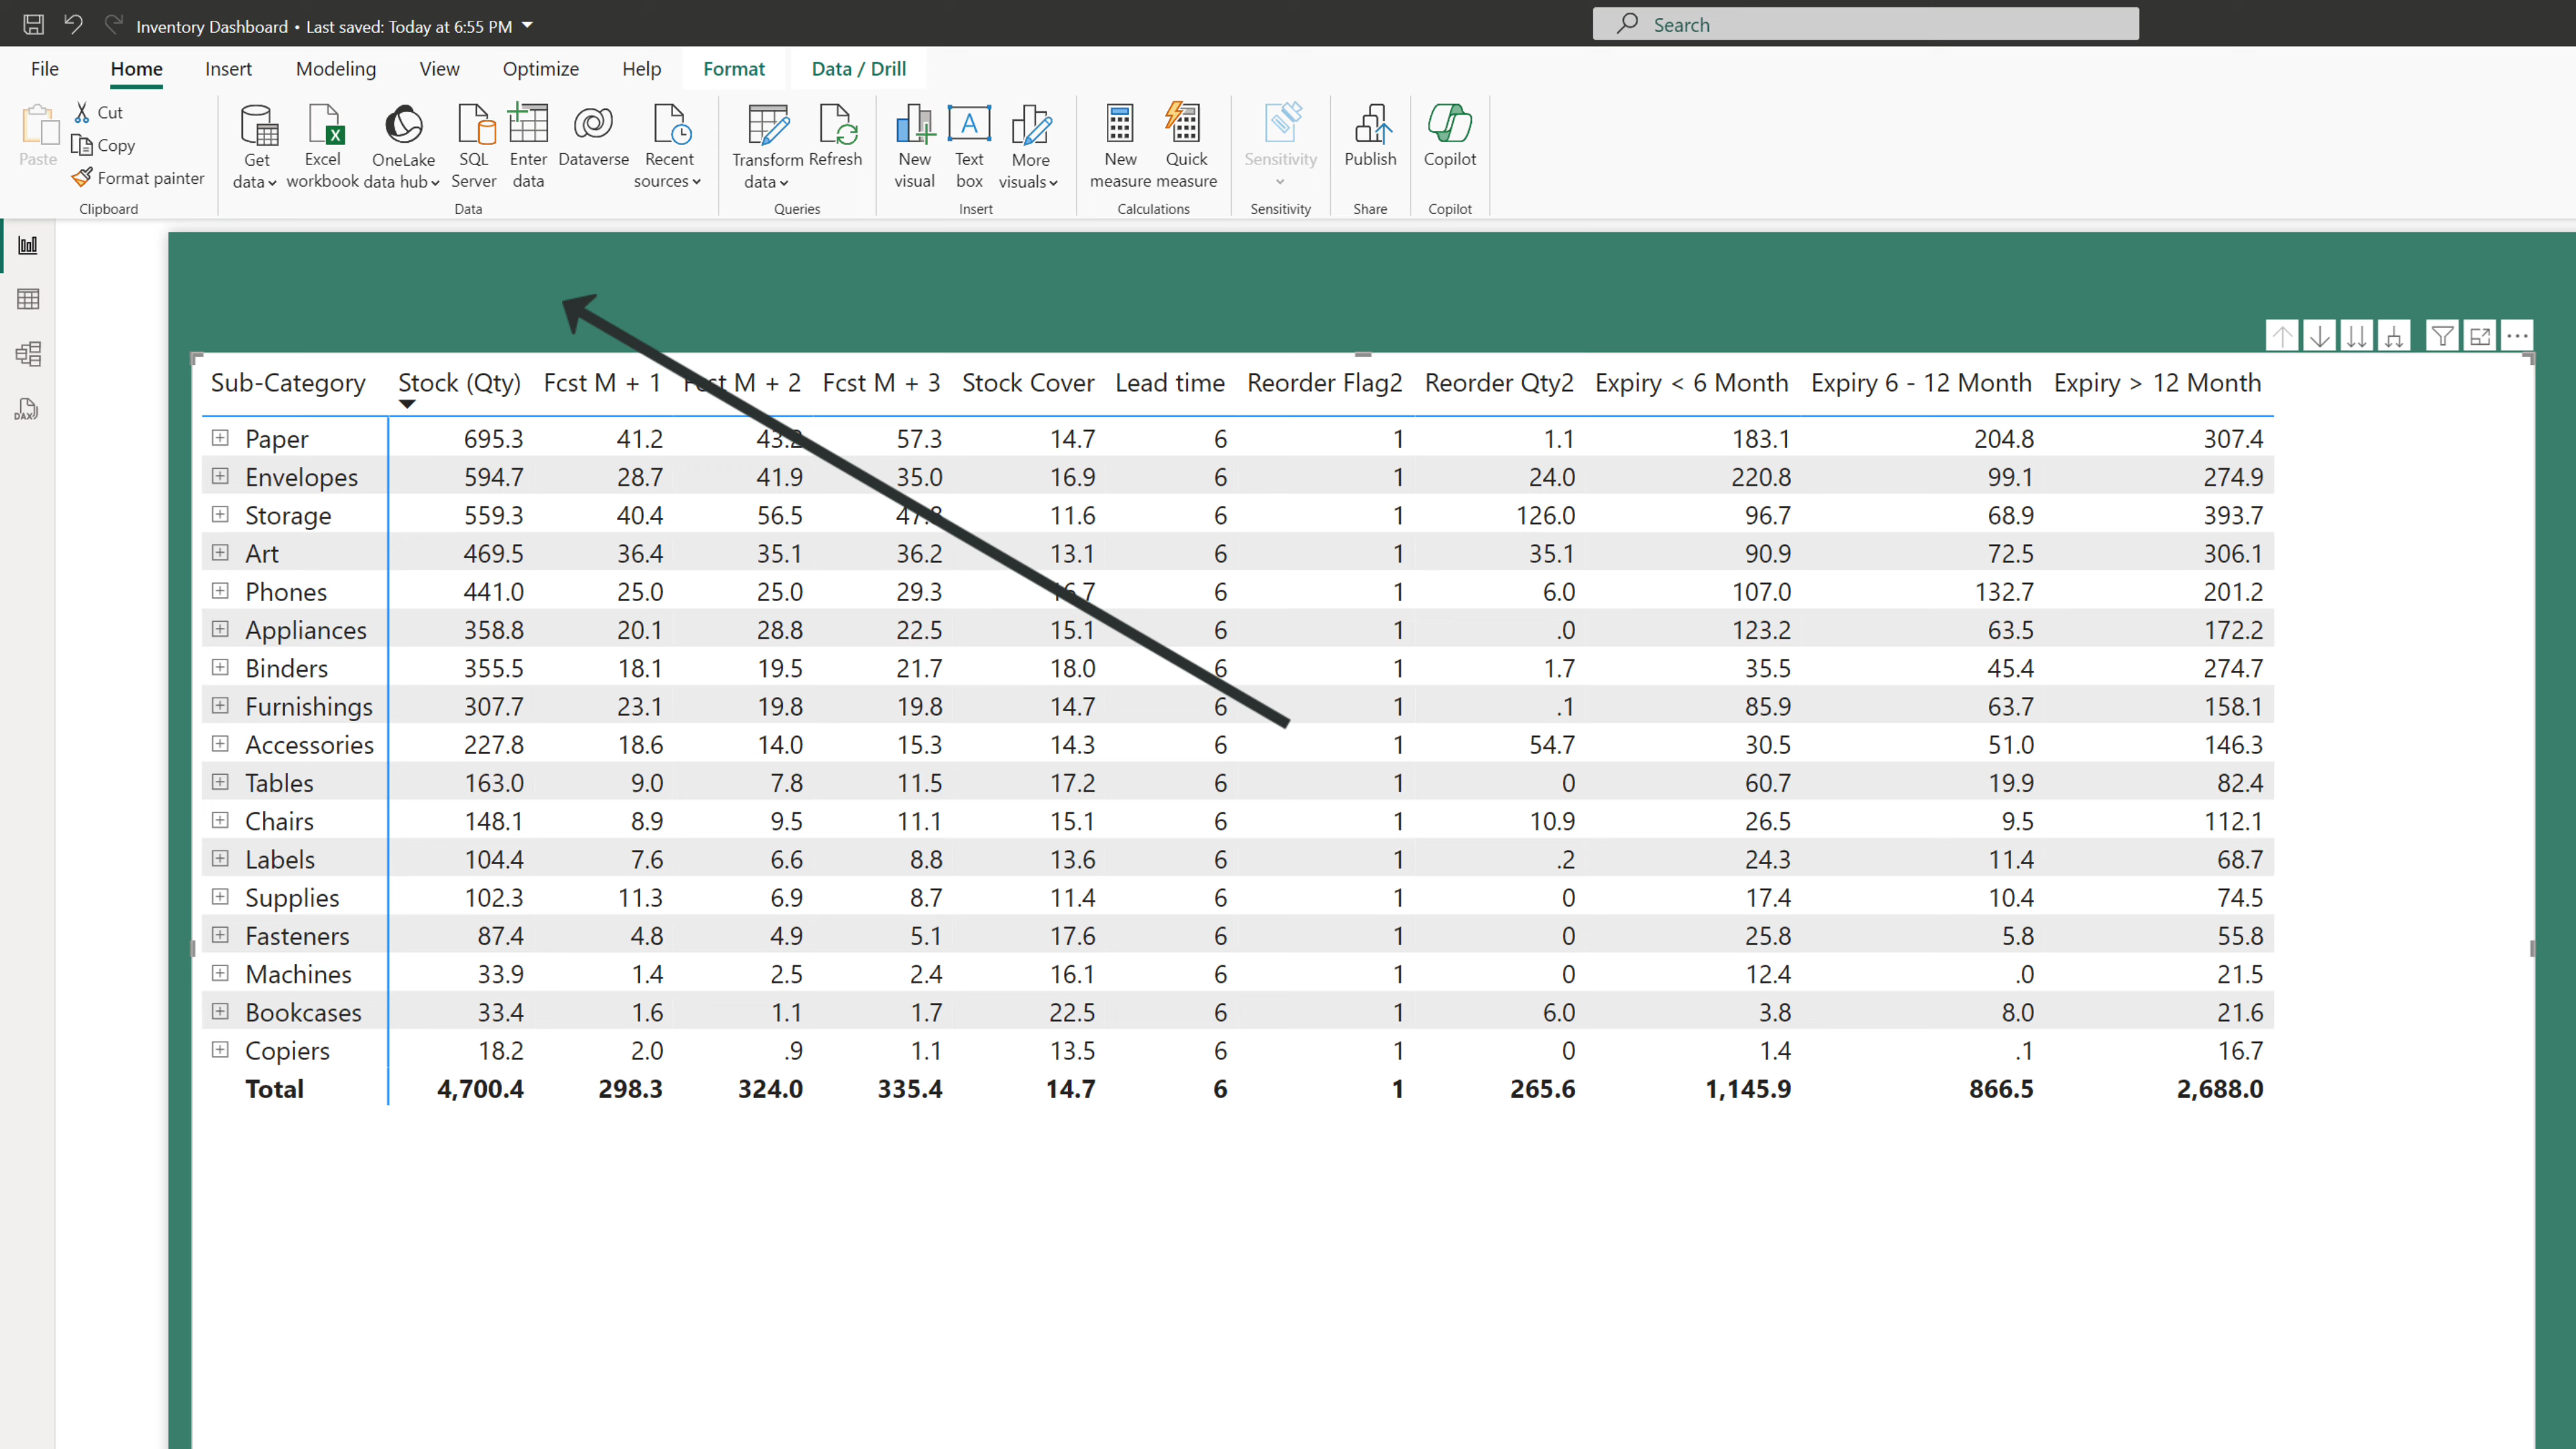 Inventory Dashboard • Last saved: Today at 6:55 PM
Search
File Home Insert Modeling View Optimize Help Format Data / Drill
Paste
Cut
Copy
Format painter
Clipboard
Get data
Excel workbook
OneLake data hub
SQL Server
Enter data
Dataverse
Recent sources
Data
Transform data
Refresh
Queries
New visual
Text box
More visuals
Insert
New measure
Quick measure
Calculations
Sensitivity
Sensitivity
Publish
Share
Copilot
Copilot
DAX
Sub-Category Stock (Qty) Fcst M + 1 Fcst M + 2 Fcst M + 3 Stock Cover Lead time Reorder Flag2 Reorder Qty2 Expiry < 6 Month Expiry 6 - 12 Month Expiry > 12 Month
Paper 695.3 41.2 43.2 57.3 14.7 6 1 1.1 183.1 204.8 307.4
Envelopes 594.7 28.7 41.9 35.0 16.9 6 1 24.0 220.8 99.1 274.9
Storage 559.3 40.4 56.5 47.8 11.6 6 1 126.0 96.7 68.9 393.7
Art 469.5 36.4 35.1 36.2 13.1 6 1 35.1 90.9 72.5 306.1
Phones 441.0 25.0 25.0 29.3 16.7 6 1 6.0 107.0 132.7 201.2
Appliances 358.8 20.1 28.8 22.5 15.1 6 1 .0 123.2 63.5 172.2
Binders 355.5 18.1 19.5 21.7 18.0 6 1 1.7 35.5 45.4 274.7
Furnishings 307.7 23.1 19.8 19.8 14.7 6 1 .1 85.9 63.7 158.1
Accessories 227.8 18.6 14.0 15.3 14.3 6 1 54.7 30.5 51.0 146.3
Tables 163.0 9.0 7.8 11.5 17.2 6 1 0 60.7 19.9 82.4
Chairs 148.1 8.9 9.5 11.1 15.1 6 1 10.9 26.5 9.5 112.1
Labels 104.4 7.6 6.6 8.8 13.6 6 1 .2 24.3 11.4 68.7
Supplies 102.3 11.3 6.9 8.7 11.4 6 1 0 17.4 10.4 74.5
Fasteners 87.4 4.8 4.9 5.1 17.6 6 1 0 25.8 5.8 55.8
Machines 33.9 1.4 2.5 2.4 16.1 6 1 0 12.4 .0 21.5
Bookcases 33.4 1.6 1.1 1.7 22.5 6 1 6.0 3.8 8.0 21.6
Copiers 18.2 2.0 .9 1.1 13.5 6 1 0 1.4 .1 16.7
Total 4,700.4 298.3 324.0 335.4 14.7 6 1 265.6 1,145.9 866.5 2,688.0